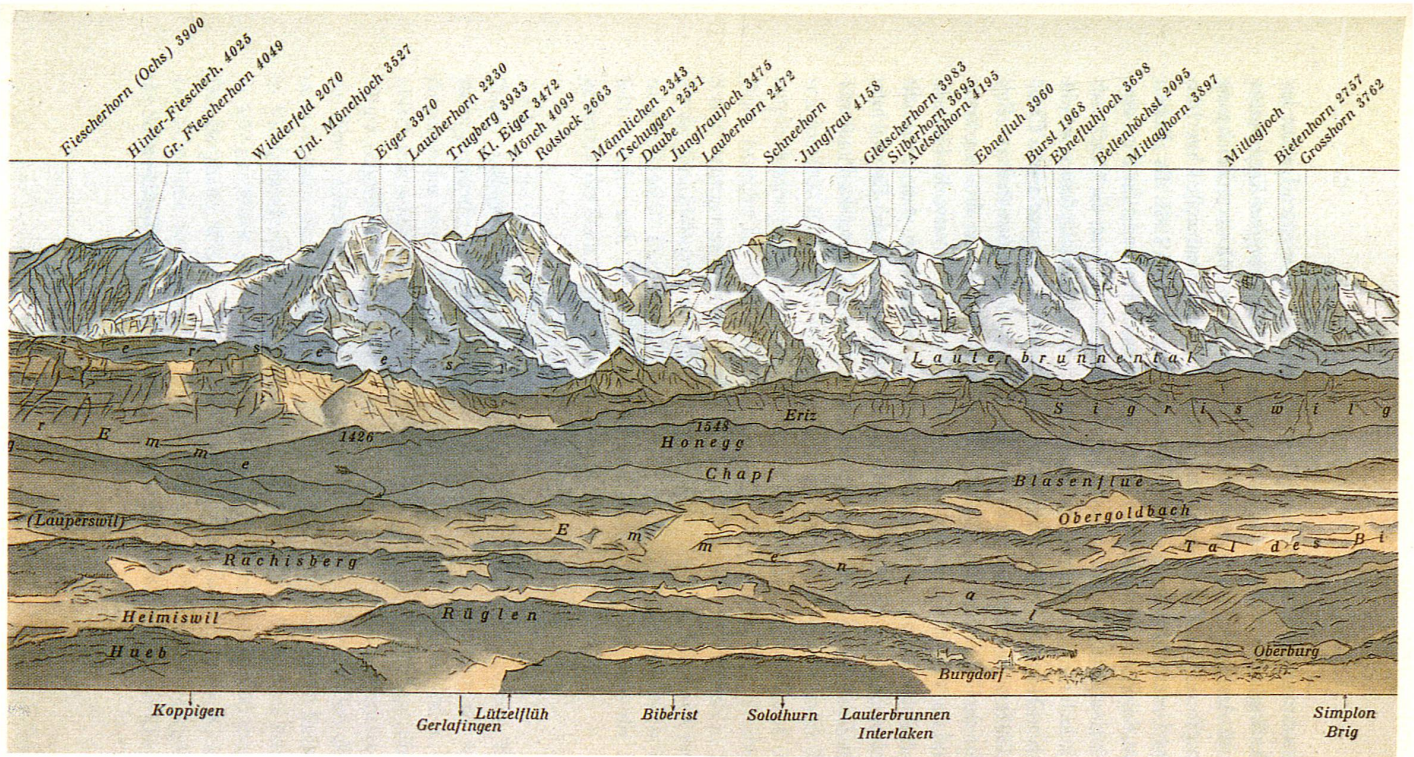 Fiescherhorn (Ochs) 3900
Hinter-Fiescherh. 4025
Gr. Fiescherhorn 4049
Widderfeld 2070
Unt. Mönchjoch 3527
Eiger 3970
Laucherhorn 2230
Trugberg 3933
Kl. Eiger 3472
Mönch 4099
Rotstock 2663
Männlichen 2343
Tschuggen 2521
Daube
Jungfraujoch 3475
Lauberhorn 2472
Schneehorn
Jungfrau 4158
Gletscherhorn 3983
Silberhorn 3695
Aletschhorn 4195
Ebnefluh 3960
Bursl 1968
Ebnefluhjoch 3698
Bellenhöchst 2095
Mittaghorn 3897
Mittagjoch
Bietenhorn 2757
Grosshorn 3762
z e r s e e s
Lauterbrunnental
r
Eriz
Sigriswilg
g
Emme
1426
1548
Honegg
Chapf
Blasenflue
(Lauperswil)
Emmental
Obergoldbach
Tal des Bi
Rachisberg
Heimiswil
Rüglen
Hueb
Burgdorf
Oberburg
Koppigen
Gerlafingen
Lützelflüh
Biberist
Solothurn
Lauterbrunnen
Interlaken
Simplon
Brig